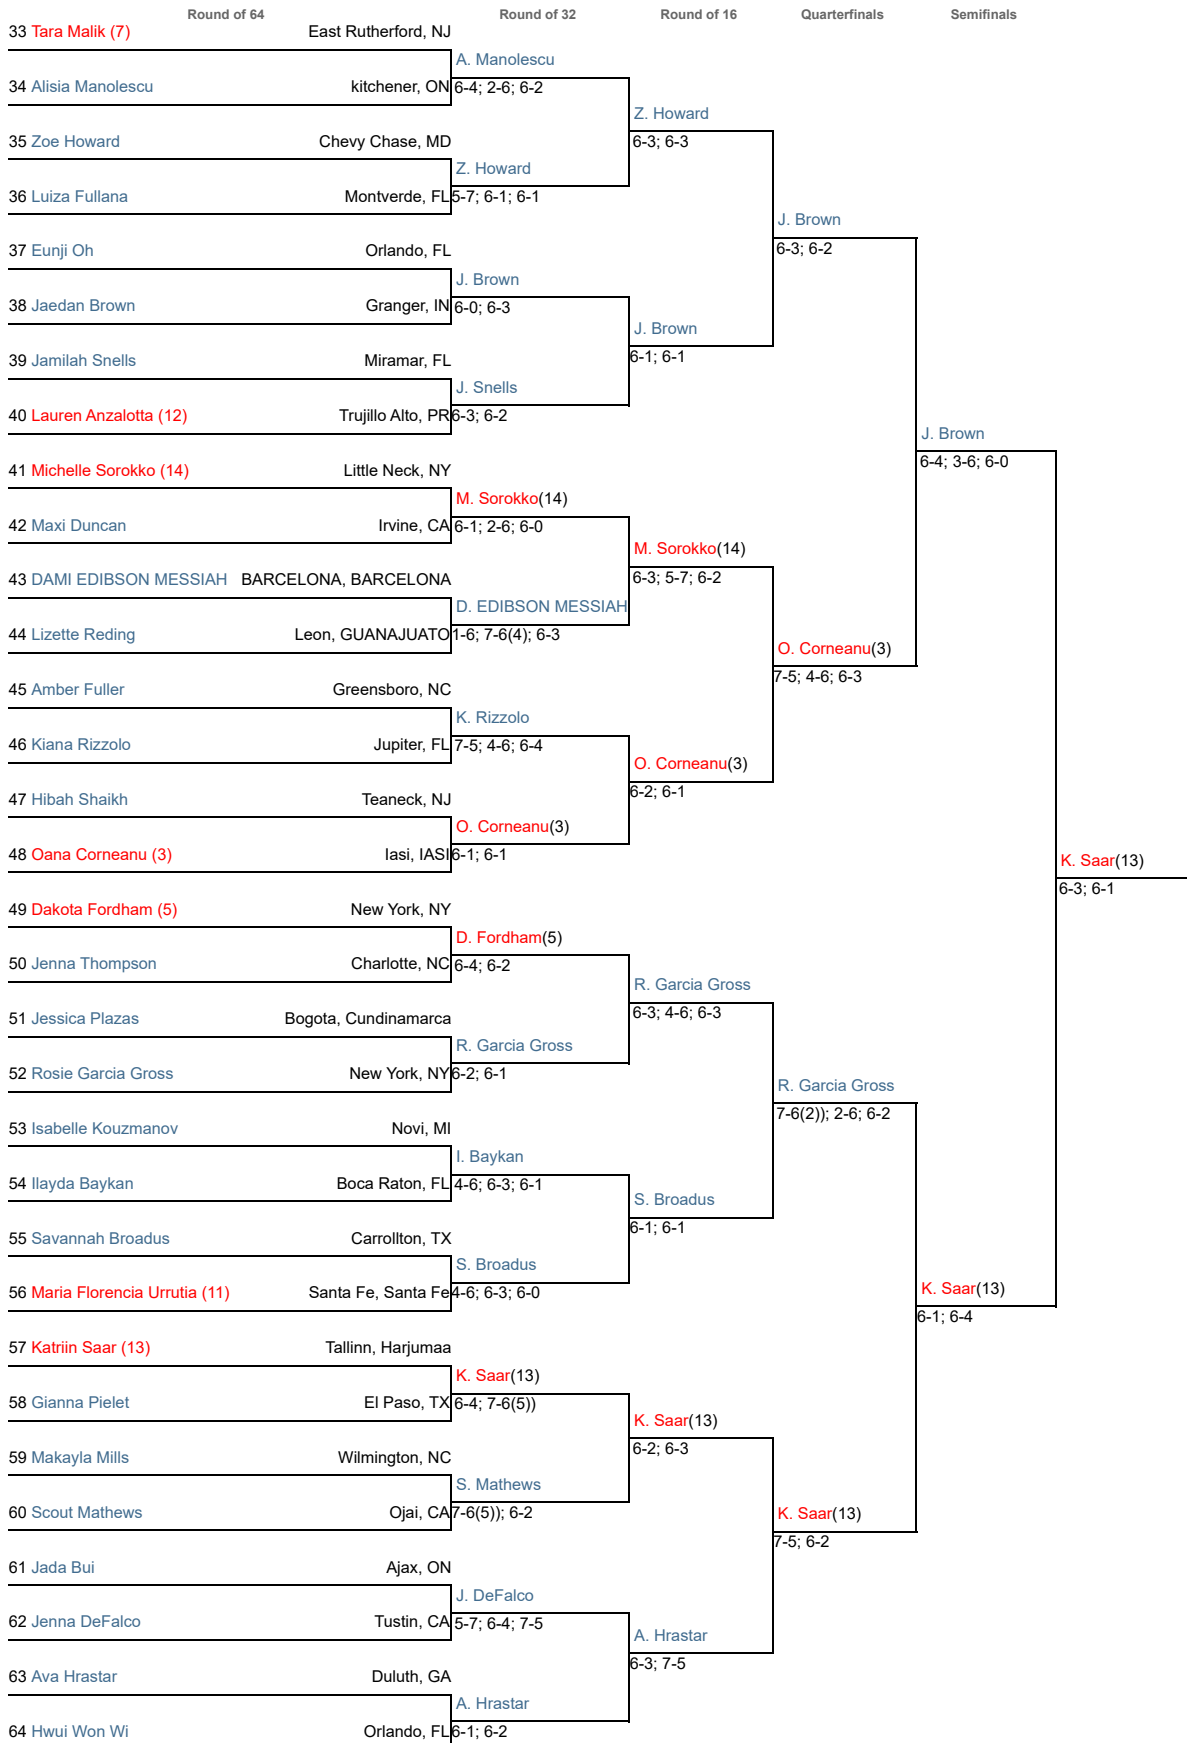 Round of 64 Round of 32 Round of 16 Quarterfinals Semifinals
33 Tara Malik (7) East Rutherford, NJ
A. Manolescu
34 Alisia Manolescu kitchener, ON 6-4; 2-6; 6-2
Z. Howard
35 Zoe Howard Chevy Chase, MD 6-3; 6-3
Z. Howard
36 Luiza Fullana Montverde, FL 5-7; 6-1; 6-1
J. Brown
37 Eunji Oh Orlando, FL 6-3; 6-2
J. Brown
38 Jaedan Brown Granger, IN 6-0; 6-3
J. Brown
39 Jamilah Snells Miramar, FL 6-1; 6-1
J. Snells
40 Lauren Anzalotta (12) Trujillo Alto, PR 6-3; 6-2
J. Brown
41 Michelle Sorokko (14) Little Neck, NY 6-4; 3-6; 6-0
M. Sorokko(14)
42 Maxi Duncan Irvine, CA 6-1; 2-6; 6-0
M. Sorokko(14)
43 DAMI EDIBSON MESSIAH BARCELONA, BARCELONA 6-3; 5-7; 6-2
D. EDIBSON MESSIAH
44 Lizette Reding Leon, GUANAJUATO 1-6; 7-6(4); 6-3
O. Corneanu(3)
45 Amber Fuller Greensboro, NC 7-5; 4-6; 6-3
K. Rizzolo
46 Kiana Rizzolo Jupiter, FL 7-5; 4-6; 6-4
O. Corneanu(3)
47 Hibah Shaikh Teaneck, NJ 6-2; 6-1
O. Corneanu(3)
48 Oana Corneanu (3) Iasi, IASI 6-1; 6-1
K. Saar(13)
6-3; 6-1
49 Dakota Fordham (5) New York, NY
D. Fordham(5)
50 Jenna Thompson Charlotte, NC 6-4; 6-2
R. Garcia Gross
51 Jessica Plazas Bogota, Cundinamarca 6-3; 4-6; 6-3
R. Garcia Gross
52 Rosie Garcia Gross New York, NY 6-2; 6-1
R. Garcia Gross
53 Isabelle Kouzmanov Novi, MI 7-6(2)); 2-6; 6-2
I. Baykan
54 Ilayda Baykan Boca Raton, FL 4-6; 6-3; 6-1
S. Broadus
55 Savannah Broadus Carrollton, TX 6-1; 6-1
S. Broadus
56 Maria Florencia Urrutia (11) Santa Fe, Santa Fe 4-6; 6-3; 6-0
K. Saar(13)
6-1; 6-4
57 Katriin Saar (13) Tallinn, Harjumaa
K. Saar(13)
58 Gianna Pielet El Paso, TX 6-4; 7-6(5))
K. Saar(13)
59 Makayla Mills Wilmington, NC 6-2; 6-3
S. Mathews
60 Scout Mathews Ojai, CA 7-6(5)); 6-2
K. Saar(13)
7-5; 6-2
61 Jada Bui Ajax, ON
J. DeFalco
62 Jenna DeFalco Tustin, CA 5-7; 6-4; 7-5
A. Hrastar
6-3; 7-5
63 Ava Hrastar Duluth, GA
A. Hrastar
64 Hwui Won Wi Orlando, FL 6-1; 6-2